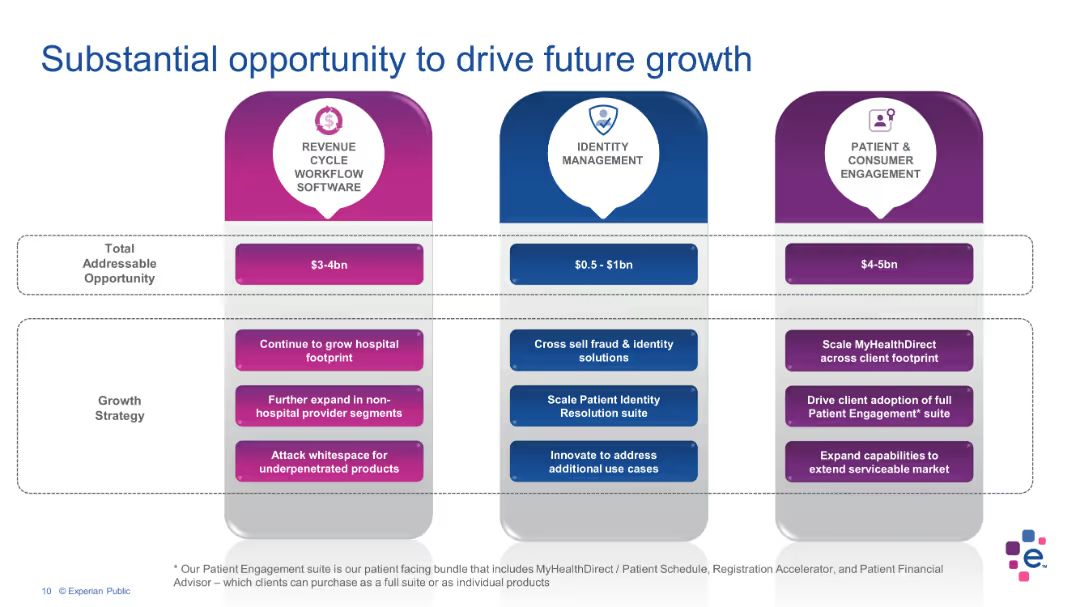 Substantial opportunity to drive future growth
REVENUE
CYCLE
WORKFLOW
SOFTWARE
IDENTITY
MANAGEMENT
PATIENT &
CONSUMER
ENGAGEMENT
Total
Addressable
Opportunity
$3-4bn
$0.5 - $1bn
$4-5bn
Growth
Strategy
Continue to grow hospital
footprint
Cross sell fraud & identity
solutions
Scale MyHealthDirect
across client footprint
Further expand in non-
hospital provider segments
Scale Patient Identity
Resolution suite
Drive client adoption of full
Patient Engagement* suite
Attack whitespace for
underpenetrated products
Innovate to address
additional use cases
Expand capabilities to
extend serviceable market
* Our Patient Engagement suite is our patient facing bundle that includes MyHealthDirect / Patient Schedule, Registration Accelerator, and Patient Financial
Advisor – which clients can purchase as a full suite or as individual products
10 © Experian Public
e